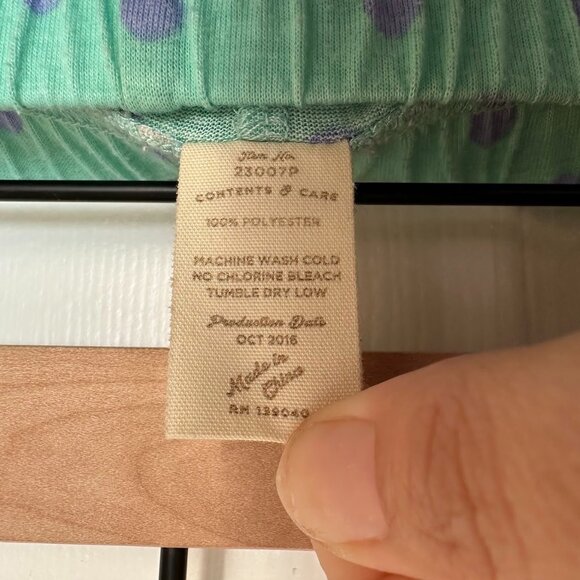 Item No.
23007P
CONTENTS & CARE
100% POLYESTER
MACHINE WASH COLD
NO CHLORINE BLEACH
TUMBLE DRY LOW
Production Date
OCT 2016
Made in
China
RM 139040